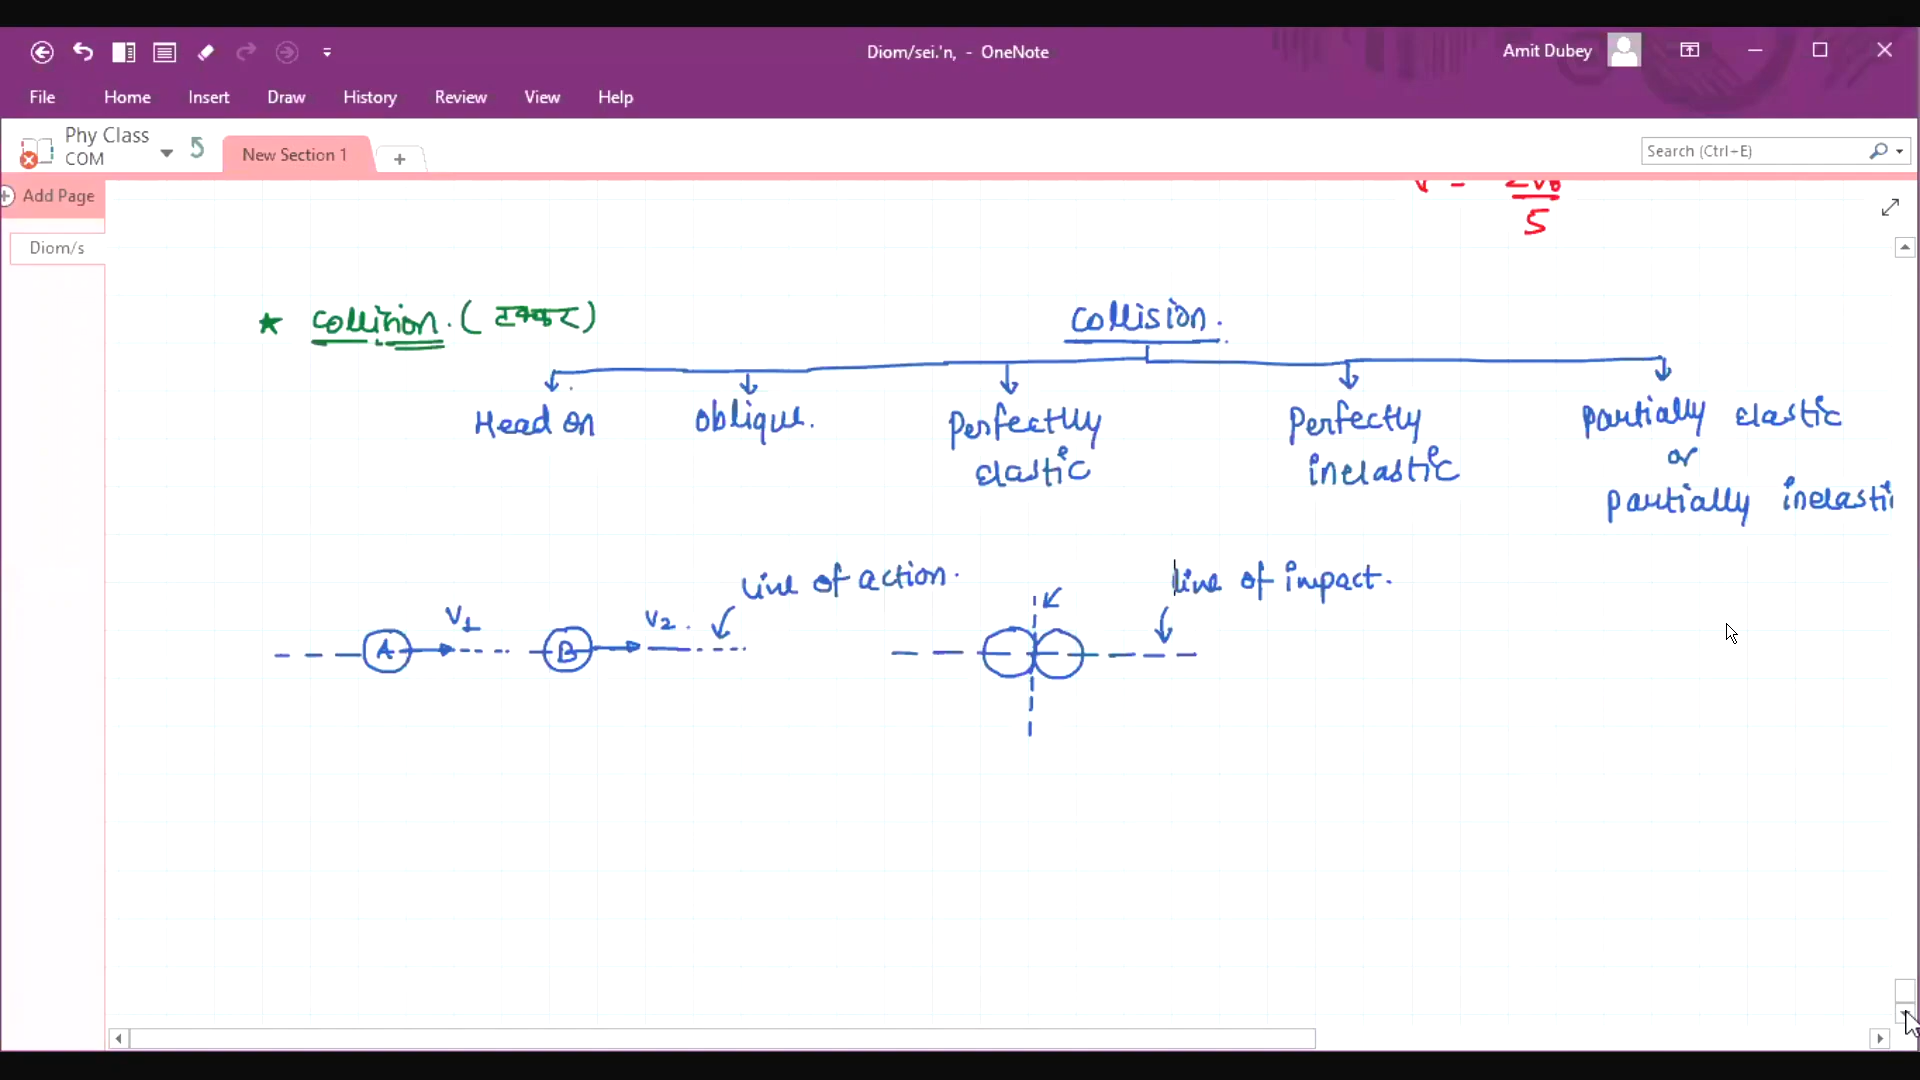 Diom/sei.'n, - OneNote
Amit Dubey
File Home Insert Draw History Review View Help
Phy Class
COM
New Section 1
Search (Ctrl+E)
Add Page
Diom/s
5
★ Collision. ( टक्कर )
Collision.
Head on
oblique.
Perfectlly
elastic
Perfectly
inelastic
partially elastic
or
partially inelasti
line of action.
line of impact.
V1
V2.
A
B